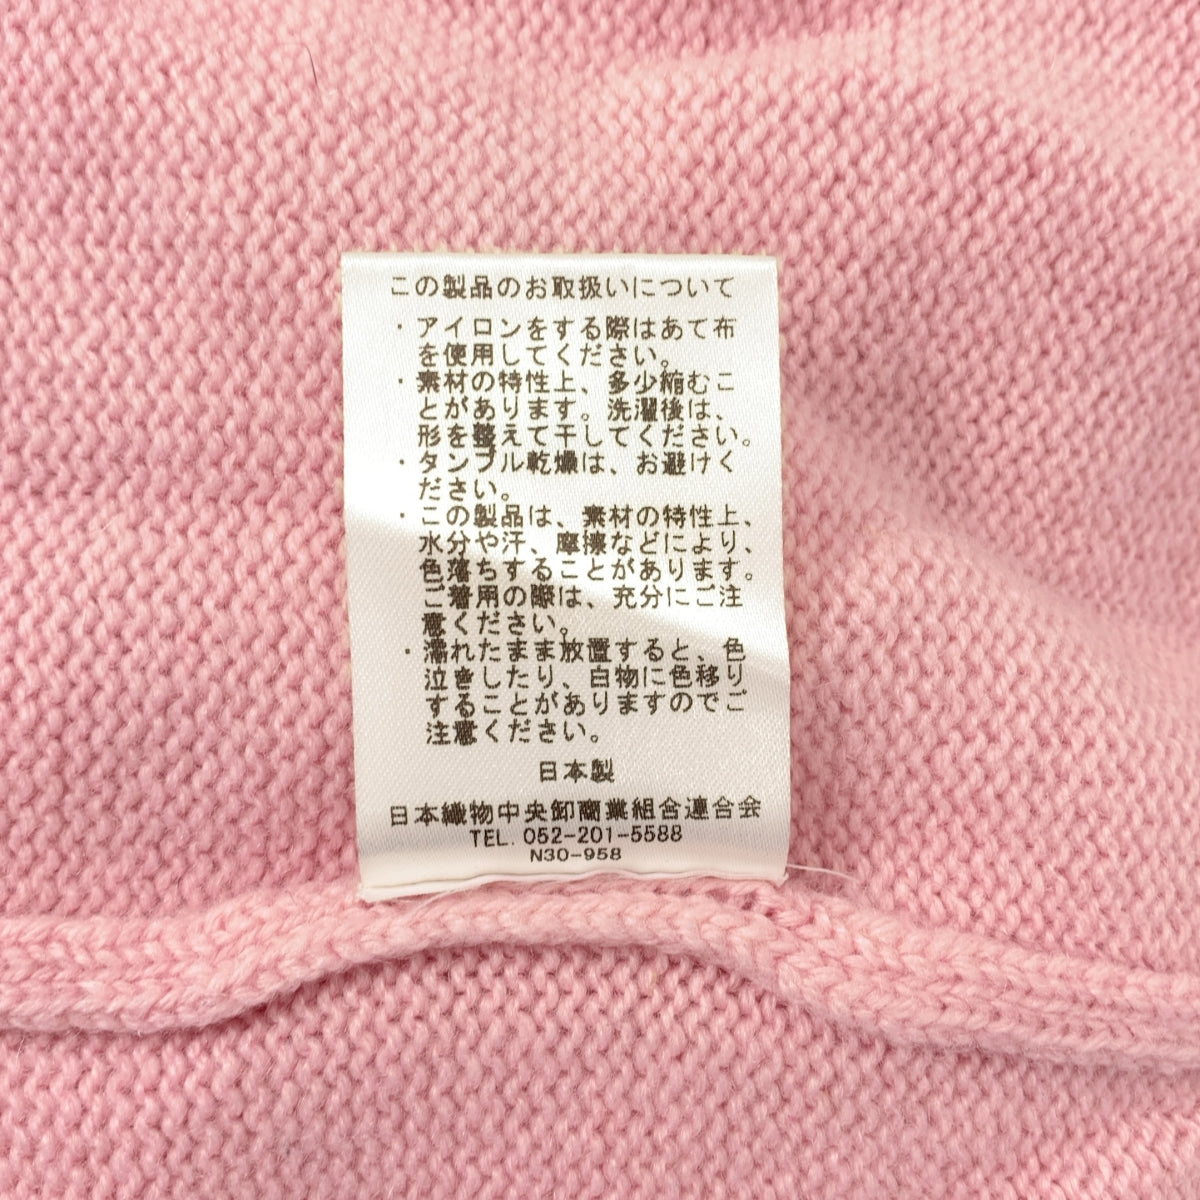 この製品のお取扱いについて
・アイロンをする際はあて布
を使用してください。
・素材の特性上、多少縮むこ
とがあります。洗濯後は、
形を整えて干してください。
・タンブル乾燥は、お避けく
ださい。
・この製品は、素材の特性上、
水分や汗、摩擦などにより、
色落ちすることがあります。
ご着用の際は、充分にご注
意ください。
・濡れたまま放置すると、色
泣きしたり、白物に色移り
することがありますのでご
注意ください。
日本製
日本織物中央卸商業組合連合会
TEL. 052-201-5588
N30-958